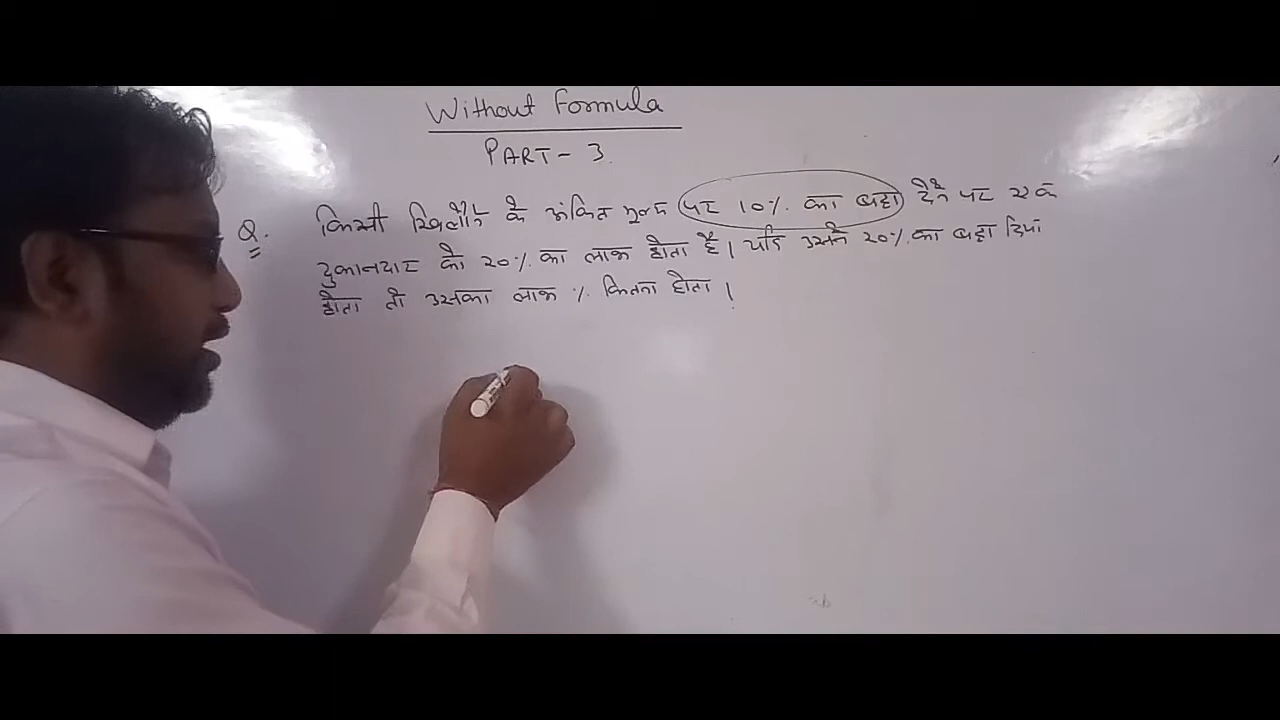 Without Formula
PART - 3.
Q. किसी खिलौने के अंकित मूल्य पर 10% का बट्टा देने पर एक
दुकानदार को 20% का लाभ होता है। यदि उसने 20% का बट्टा दिया
होता तो उसका लाभ % कितना होता।